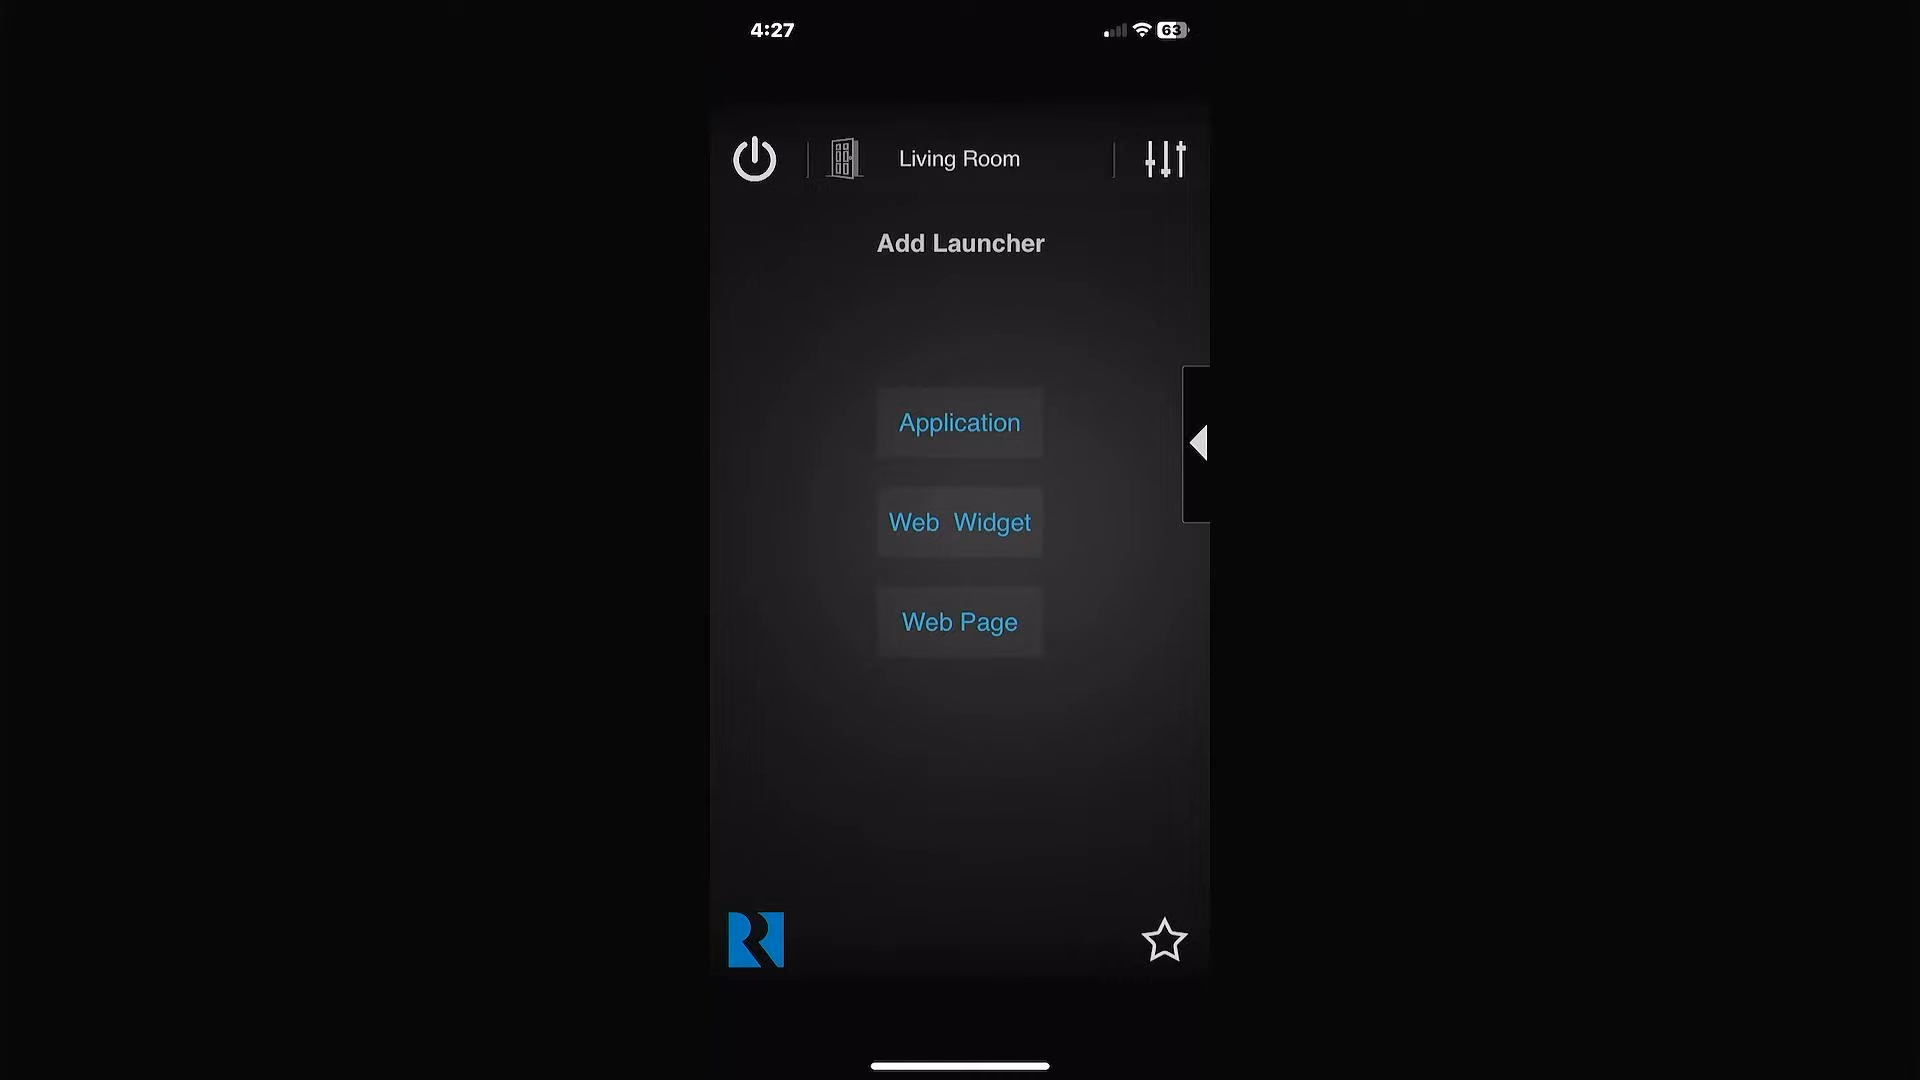 4:27
63
Living Room
Add Launcher
Application
Web Widget
Web Page